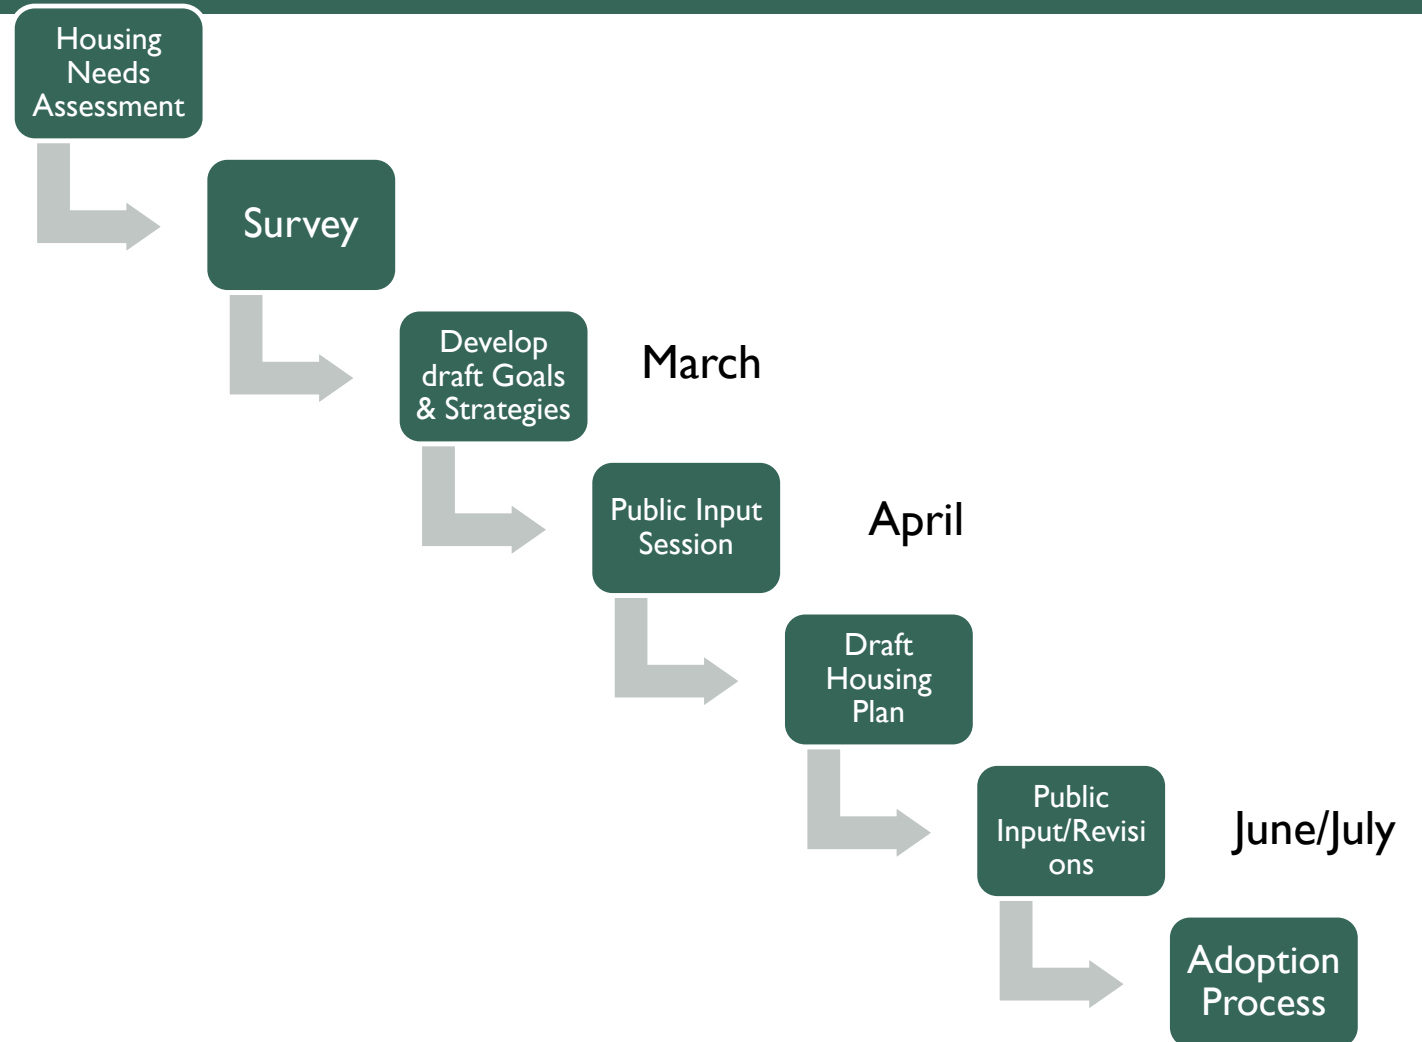 Housing
Needs
Assessment
Survey
Develop
draft Goals
& Strategies
March
Public Input
Session
April
Draft
Housing
Plan
Public
Input/Revisi
ons
June/July
Adoption
Process